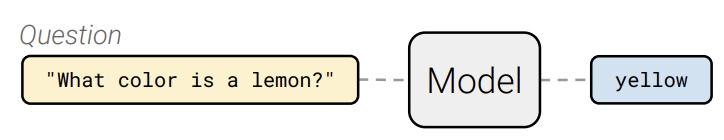 Question
"What color is a lemon?"
Model
yellow